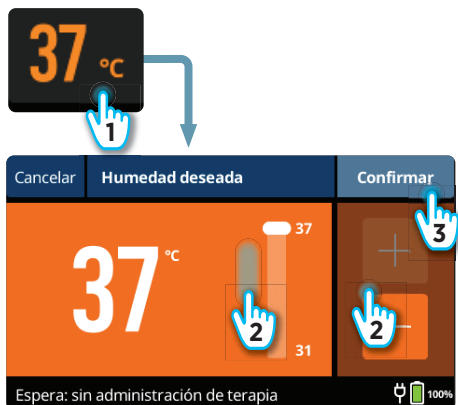 37 °C
1
Cancelar Humedad deseada Confirmar
3
37
37 °C
+
2
2
−
31
Espera: sin administración de terapia 100%